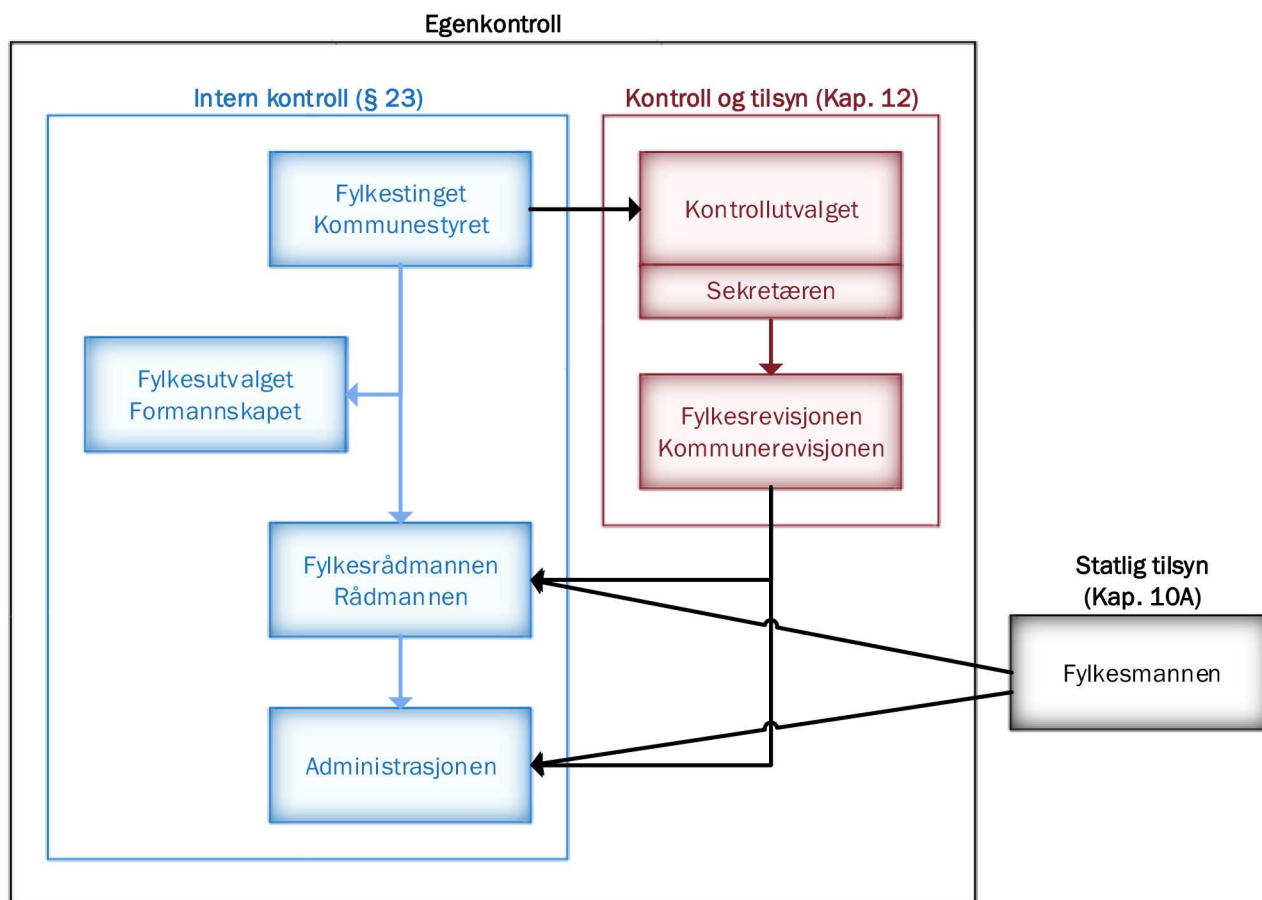 Egenkontroll
Intern kontroll (§ 23)
Kontroll og tilsyn (Kap. 12)
Fylkestinget
Kommunestyret
Kontrollutvalget
Sekretæren
Fylkesutvalget
Formannskapet
Fylkesrevisjonen
Kommunerevisjonen
Fylkesrådmannen
Rådmannen
Statlig tilsyn
(Kap. 10A)
Fylkesmannen
Administrasjonen